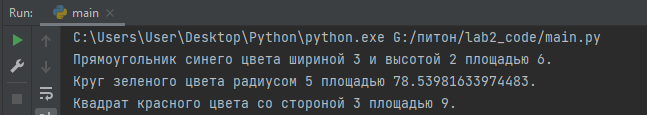 Run: main
C:\Users\User\Desktop\Python\python.exe G:/питон/lab2_code/main.py
Прямоугольник синего цвета шириной 3 и высотой 2 площадью 6.
Круг зеленого цвета радиусом 5 площадью 78.53981633974483.
Квадрат красного цвета со стороной 3 площадью 9.